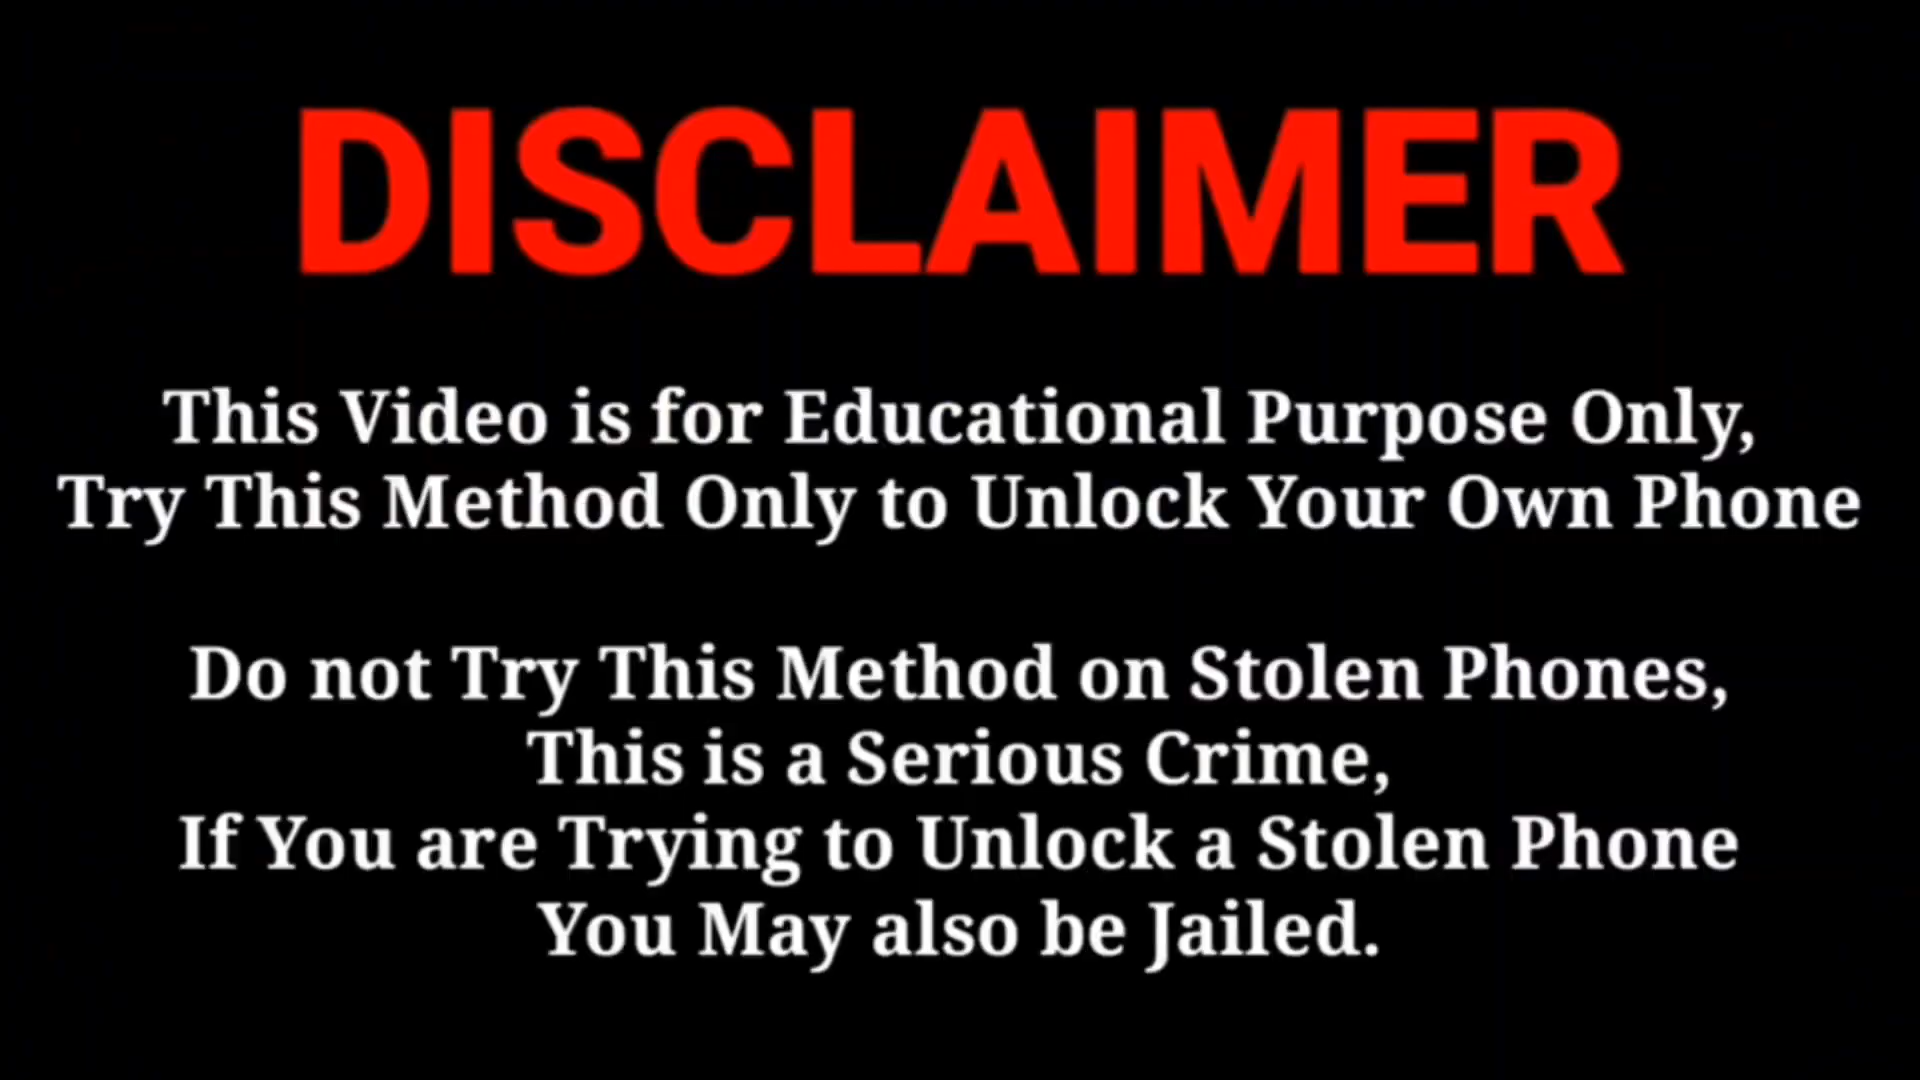 DISCLAIMER
This Video is for Educational Purpose Only,
Try This Method Only to Unlock Your Own Phone
Do not Try This Method on Stolen Phones,
This is a Serious Crime,
If You are Trying to Unlock a Stolen Phone
You May also be Jailed.